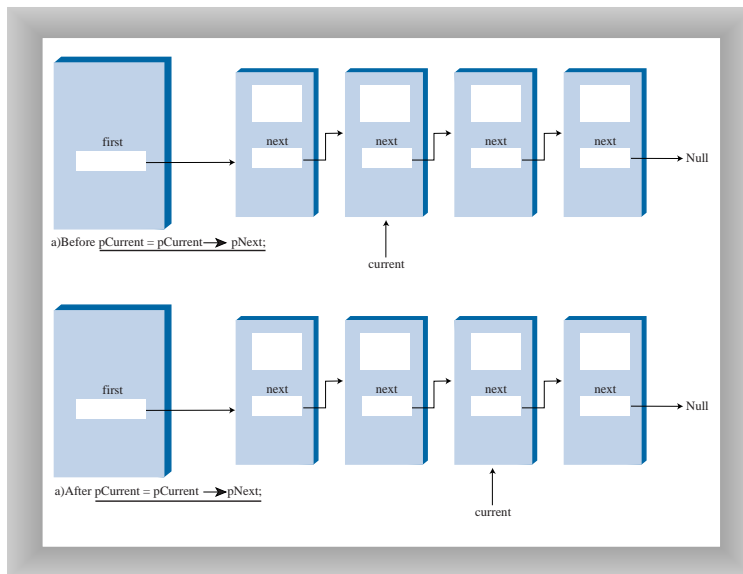 first
next
next
next
next
Null
a)Before pCurrent = pCurrent pNext;
current
first
next
next
next
next
Null
a)After pCurrent = pCurrent pNext;
current